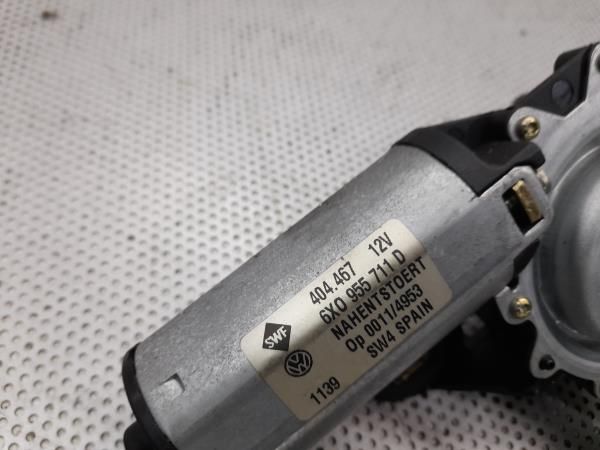 404.467 12V
6X0 955 711 D
NAHENTSTOERT
Op 0011/4953
SW4 SPAIN
SWF
1139